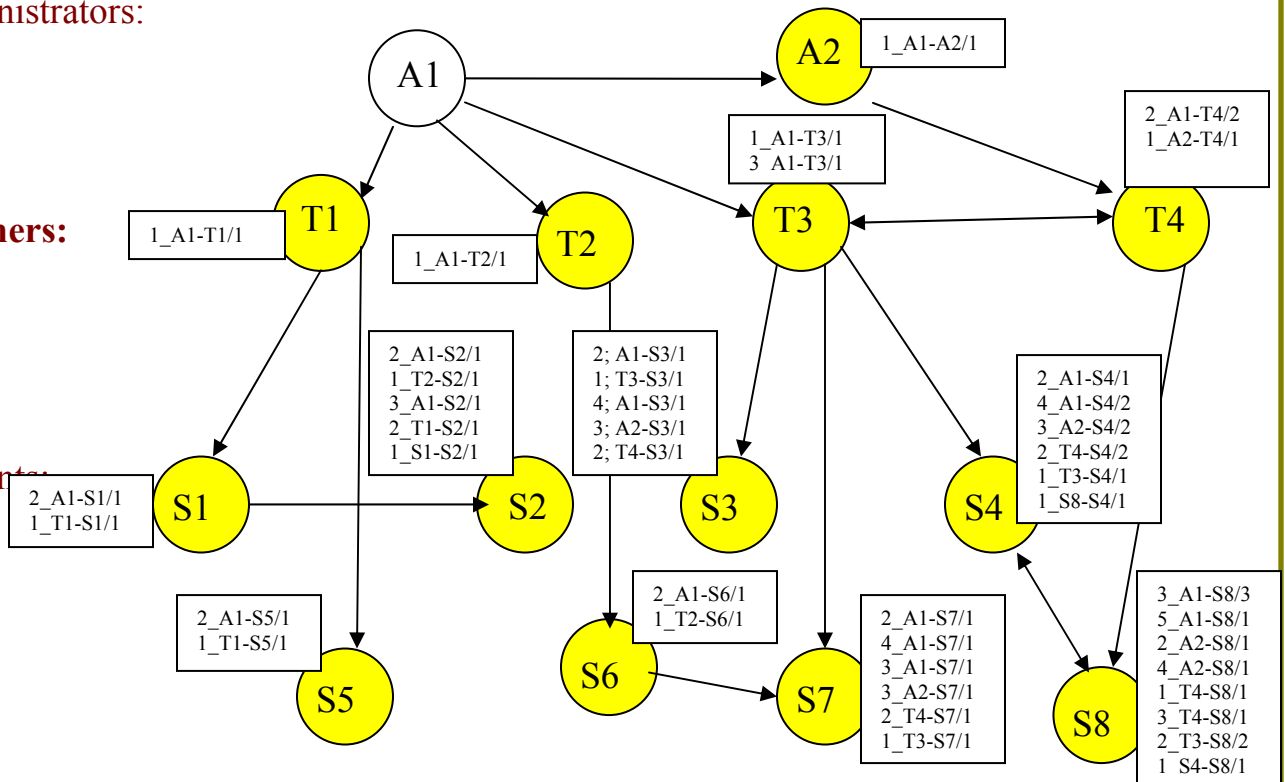 nistrators:
A1
A2
1_A1-A2/1
2_A1-T4/2
1_A2-T4/1
1_A1-T3/1
3 A1-T3/1
T1
T2
T3
T4
ners:
1_A1-T1/1
1_A1-T2/1
2_A1-S2/1
1_T2-S2/1
3_A1-S2/1
2_T1-S2/1
1_S1-S2/1
2; A1-S3/1
1; T3-S3/1
4; A1-S3/1
3; A2-S3/1
2; T4-S3/1
2_A1-S4/1
4_A1-S4/2
3_A2-S4/2
2_T4-S4/2
1_T3-S4/1
1_S8-S4/1
nts:
2_A1-S1/1
1_T1-S1/1
S1
S2
S3
S4
2_A1-S5/1
1_T1-S5/1
S5
2_A1-S6/1
1_T2-S6/1
S6
S7
2_A1-S7/1
4_A1-S7/1
3_A1-S7/1
3_A2-S7/1
2_T4-S7/1
1_T3-S7/1
S8
3_A1-S8/3
5_A1-S8/1
2_A2-S8/1
4_A2-S8/1
1_T4-S8/1
3_T4-S8/1
2_T3-S8/2
1_S4-S8/1